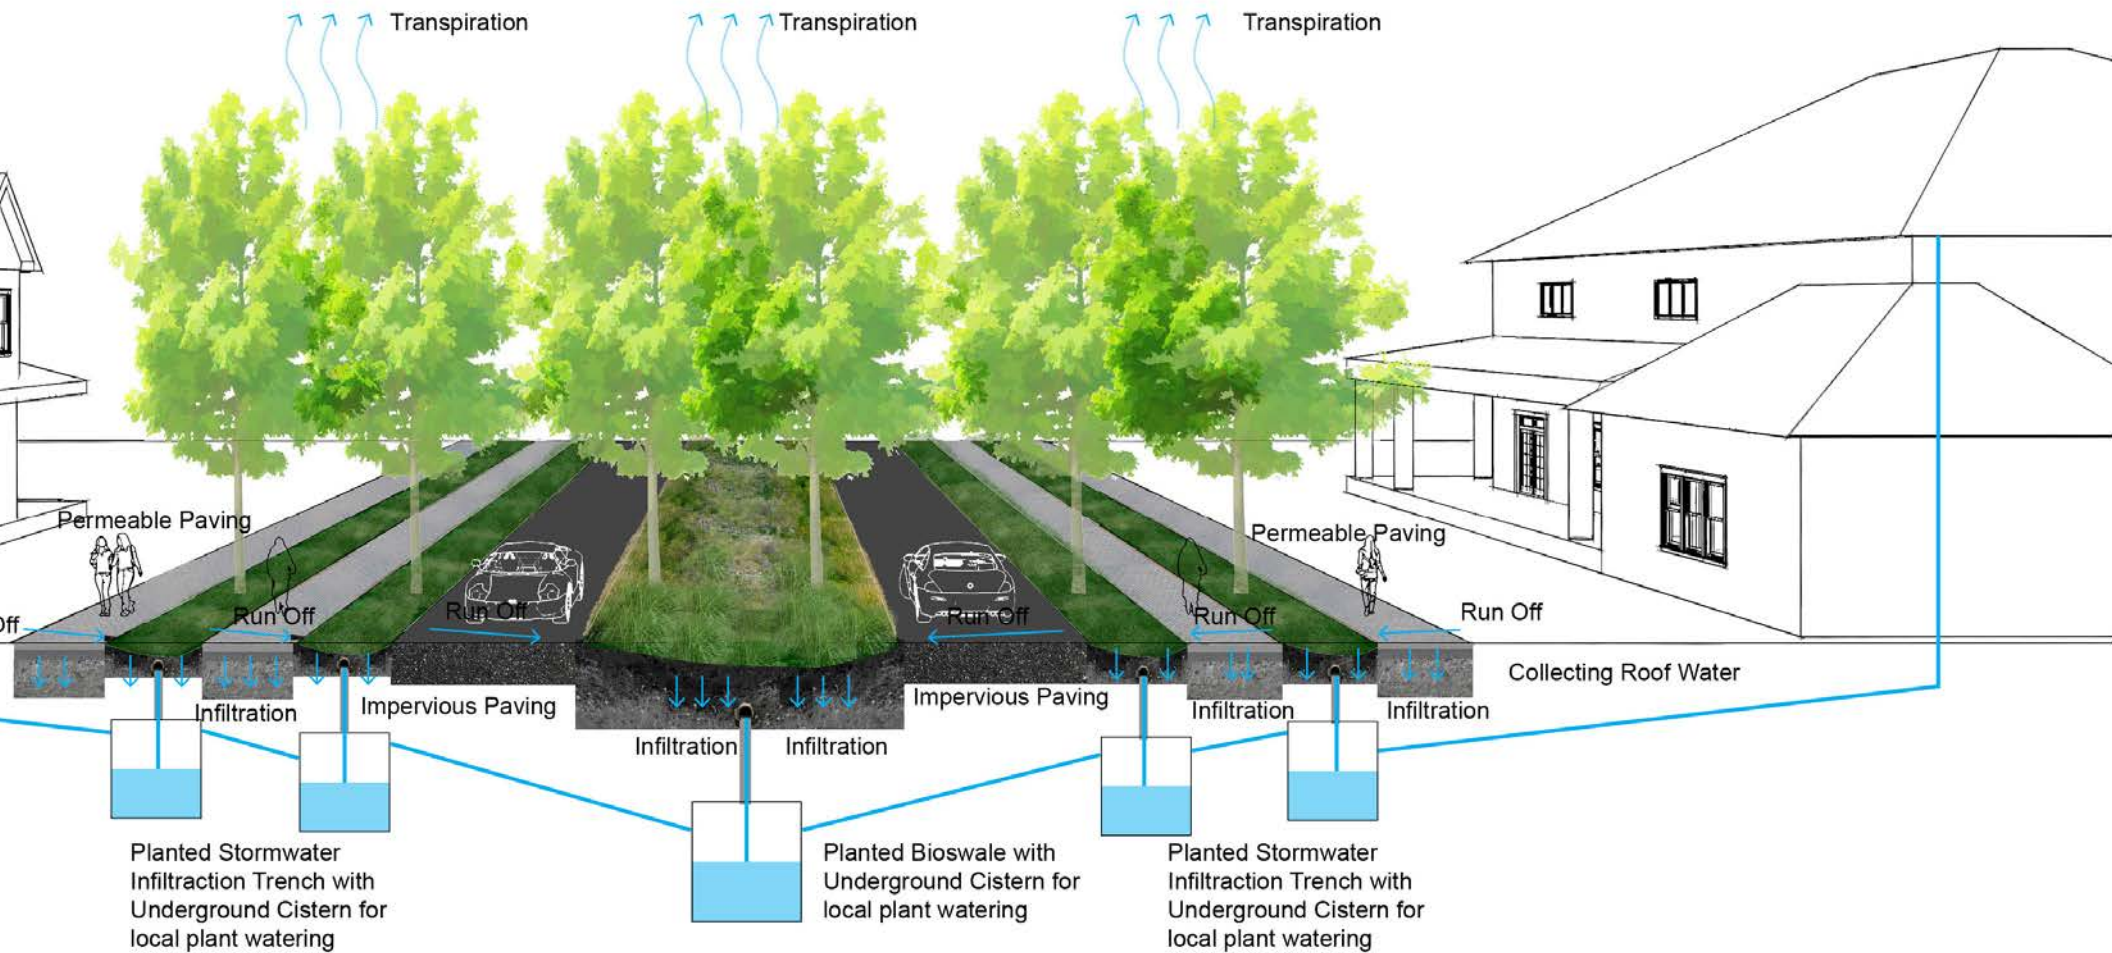 Transpiration
Transpiration
Transpiration
Permeable Paving
Permeable Paving
Off
Run Off
Run Off
Run Off
Run Off
Run Off
Collecting Roof Water
Infiltration
Impervious Paving
Impervious Paving
Infiltration
Infiltration
Infiltration
Infiltration
Planted Stormwater
Infiltraction Trench with
Underground Cistern for
local plant watering
Planted Bioswale with
Underground Cistern for
local plant watering
Planted Stormwater
Infiltraction Trench with
Underground Cistern for
local plant watering